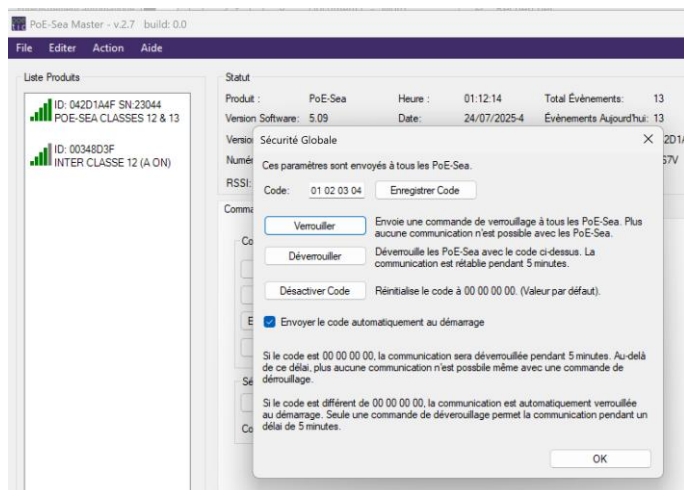 PoE-Sea Master - v.2.7 build: 0.0
File Editer Action Aide
Liste Produits
ID: 042D1A4F SN:23044
POE-SEA CLASSES 12 & 13
ID: 00348D3F
INTER CLASSE 12 (A ON)
Statut
Produit : PoE-Sea Heure : 01:12:14 Total Évènements: 13
Version Software: 5.09 Date: 24/07/2025-4 Évènements Aujourd'hui: 13
RSSI:
Sécurité Globale
Ces paramètres sont envoyés à tous les PoE-Sea.
Code: 01 02 03 04 Enregistrer Code
Verrouiller
Envoie une commande de verrouillage à tous les PoE-Sea. Plus
aucune communication n'est possible avec les PoE-Sea.
Déverrouiller
Déverrouille les PoE-Sea avec le code ci-dessus. La
communication est rétablie pendant 5 minutes.
Désactiver Code
Réinitialise le code à 00 00 00 00. (Valeur par défaut).
Envoyer le code automatiquement au démarrage
Si le code est 00 00 00 00, la communication sera déverrouillée pendant 5 minutes. Au-delà
de ce délai, plus aucune communication n'est possbile même avec une commande de
démouillage.
Si le code est différent de 00 00 00 00, la communication est automatiquement verrouillée
au démarrage. Seule une commande de déverouillage permet la communication pendant un
délai de 5 minutes.
OK